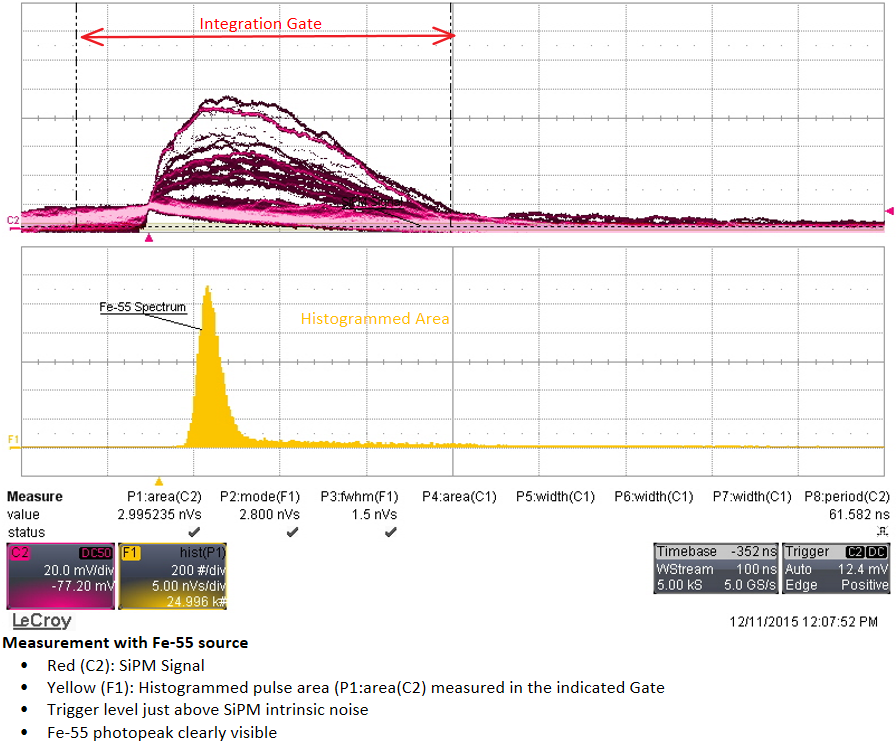 Integration Gate
C2
Fe-55 Spectrum
Histogrammed Area
F1
Measure P1:area(C2) P2:mode(F1) P3:fwhm(F1) P4:area(C1) P5:width(C1) P6:width(C1) P7:width(C1) P8:period(C2)
value 2.995235 nVs 2.800 nVs 1.5 nVs 61.582 ns
status
C2 DC50
20.0 mV/div
-77.20 mV
F1 hist(P1)
200 #/div
5.00 nVs/div
24.996 k#
Timebase -352 ns
WStream 100 ns
5.00 kS 5.0 GS/s
Trigger C2 DC
Auto 12.4 mV
Edge Positive
LeCroy
12/11/2015 12:07:52 PM
Measurement with Fe-55 source
• Red (C2): SiPM Signal
• Yellow (F1): Histogrammed pulse area (P1:area(C2) measured in the indicated Gate
• Trigger level just above SiPM intrinsic noise
• Fe-55 photopeak clearly visible